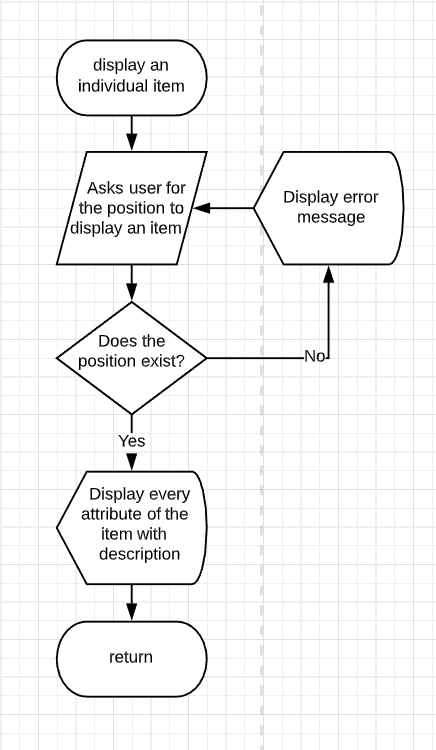 display an
individual item
Asks user for
the position to
display an item
Display error
message
Does the
position exist?
No
Yes
Display every
attribute of the
item with
description
return